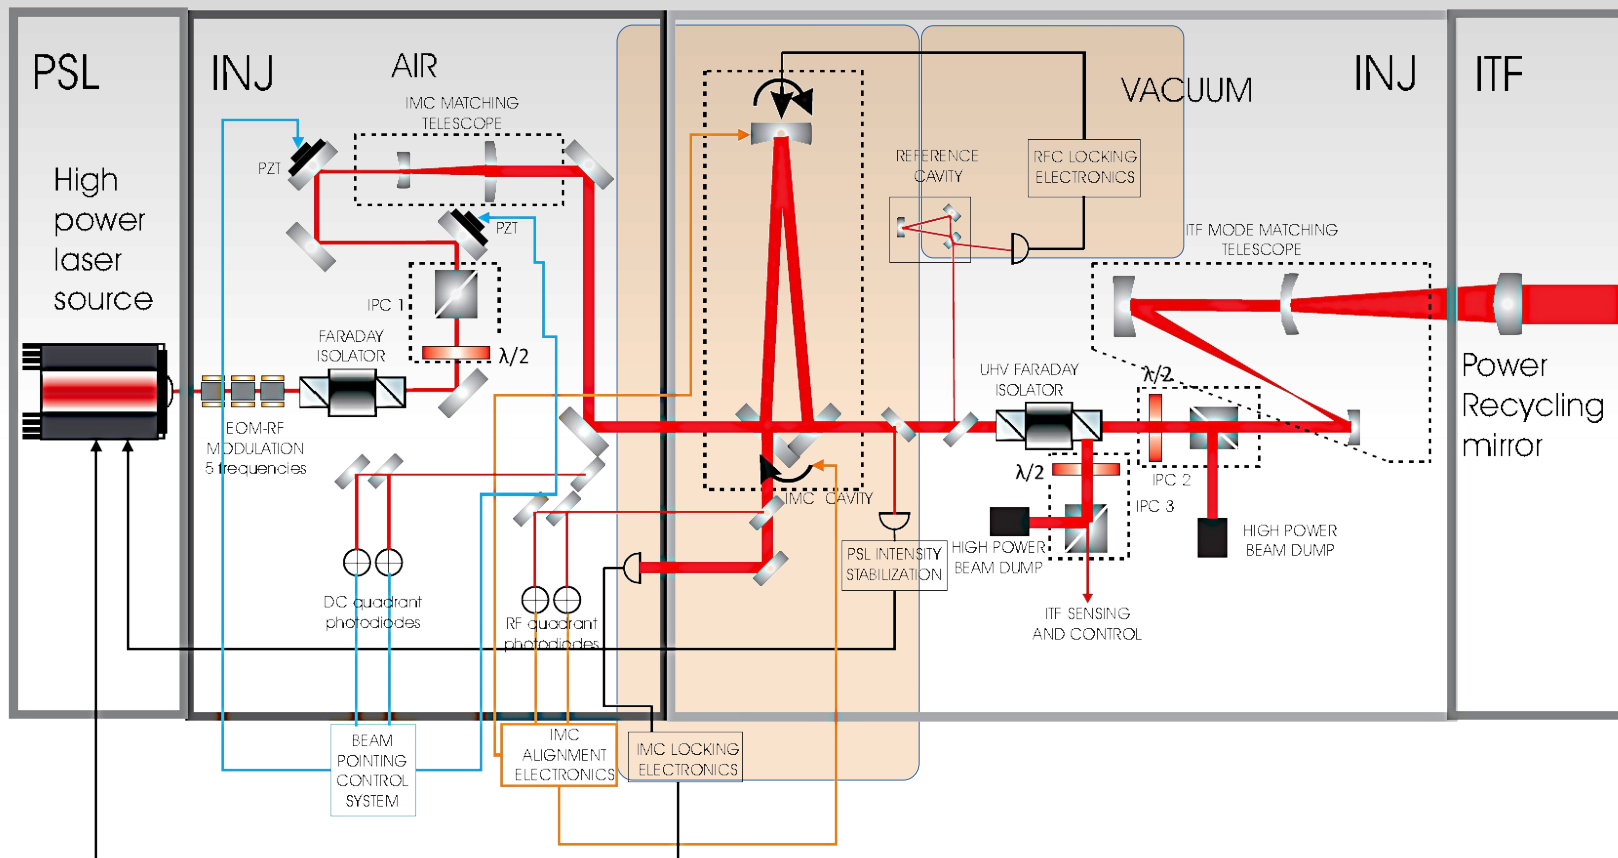 PSL
INJ
AIR
VACUUM
INJ
ITF
High
power
laser
source
IMC MATCHING
TELESCOPE
PZT
PZT
IPC 1
FARADAY
ISOLATOR
λ/2
EOM-RF
MODULATION
5 frequencies
DC quadrant
photodiodes
RF quadrant
photodiodes
BEAM
POINTING
CONTROL
SYSTEM
IMC
ALIGNMENT
ELECTRONICS
IMC LOCKING
ELECTRONICS
IMC CAVITY
REFERENCE
CAVITY
RFC LOCKING
ELECTRONICS
PSL INTENSITY
STABILIZATION
UHV FARADAY
ISOLATOR
λ/2
λ/2
IPC 2
IPC 3
HIGH POWER
BEAM DUMP
HIGH POWER
BEAM DUMP
ITF SENSING
AND CONTROL
ITF MODE MATCHING
TELESCOPE
Power
Recycling
mirror